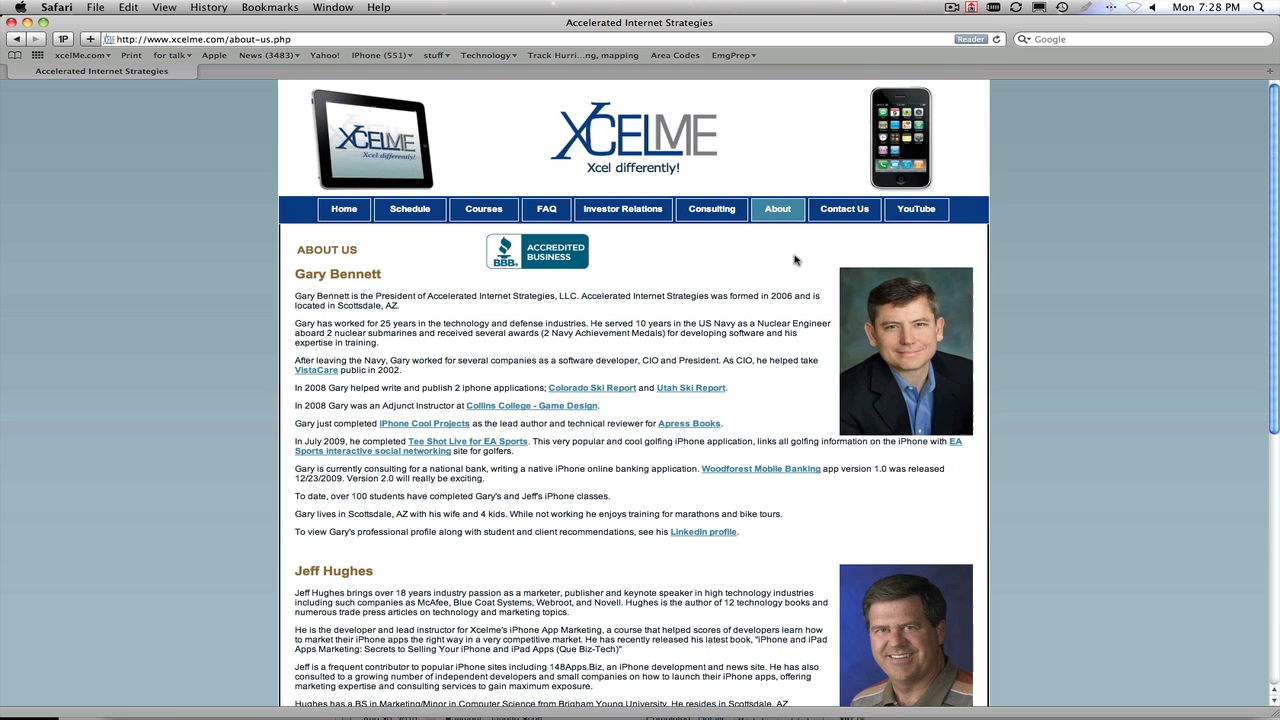 Safari File Edit View History Bookmarks Window Help Mon 7:28 PM
Accelerated Internet Strategies
1P http://www.xcelme.com/about-us.php Reader Google
xcelMe.com Print for talk Apple News (3483) Yahoo! IPhone (551) stuff Technology Track Hurri...ng, mapping Area Codes EmgPrep
Accelerated Internet Strategies
XCELME
Xcel differently!
XCELME
Xcel differently!
Home Schedule Courses FAQ Investor Relations Consulting About Contact Us YouTube
ABOUT US
BBB. ACCREDITED
BUSINESS
Gary Bennett
Gary Bennett is the President of Accelerated Internet Strategies, LLC. Accelerated Internet Strategies was formed in 2006 and is
located in Scottsdale, AZ.
Gary has worked for 25 years in the technology and defense industries. He served 10 years in the US Navy as a Nuclear Engineer
aboard 2 nuclear submarines and received several awards (2 Navy Achievement Medals) for developing software and his
expertise in training.
After leaving the Navy, Gary worked for several companies as a software developer, CIO and President. As CIO, he helped take
VistaCare public in 2002.
In 2008 Gary helped write and publish 2 iphone applications; Colorado Ski Report and Utah Ski Report.
In 2008 Gary was an Adjunct Instructor at Collins College - Game Design.
Gary just completed iPhone Cool Projects as the lead author and technical reviewer for Apress Books.
In July 2009, he completed Tee Shot Live for EA Sports. This very popular and cool golfing iPhone application, links all golfing information on the iPhone with EA
Sports interactive social networking site for golfers.
Gary is currently consulting for a national bank, writing a native iPhone online banking application. Woodforest Mobile Banking app version 1.0 was released
12/23/2009. Version 2.0 will really be exciting.
To date, over 100 students have completed Gary's and Jeff's iPhone classes.
Gary lives in Scottsdale, AZ with his wife and 4 kids. While not working he enjoys training for marathons and bike tours.
To view Gary's professional profile along with student and client recommendations, see his LinkedIn profile.
Jeff Hughes
Jeff Hughes brings over 18 years industry passion as a marketer, publisher and keynote speaker in high technology industries
including such companies as McAfee, Blue Coat Systems, Webroot, and Novell. Hughes is the author of 12 technology books and
numerous trade press articles on technology and marketing topics.
He is the developer and lead instructor for Xcelme's iPhone App Marketing, a course that helped scores of developers learn how
to market their iPhone apps the right way in a very competitive market. He has recently released his latest book, "iPhone and iPad
Apps Marketing: Secrets to Selling Your iPhone and iPad Apps (Que Biz-Tech)"
Jeff is a frequent contributor to popular iPhone sites including 148Apps.Biz, an iPhone development and news site. He has also
consulted to a growing number of independent developers and small companies on how to launch their iPhone apps, offering
marketing expertise and consulting services to gain maximum exposure.
Hughes has a BS in Marketing/Minor in Computer Science from Brigham Young University. He resides in Scottsdale, AZ